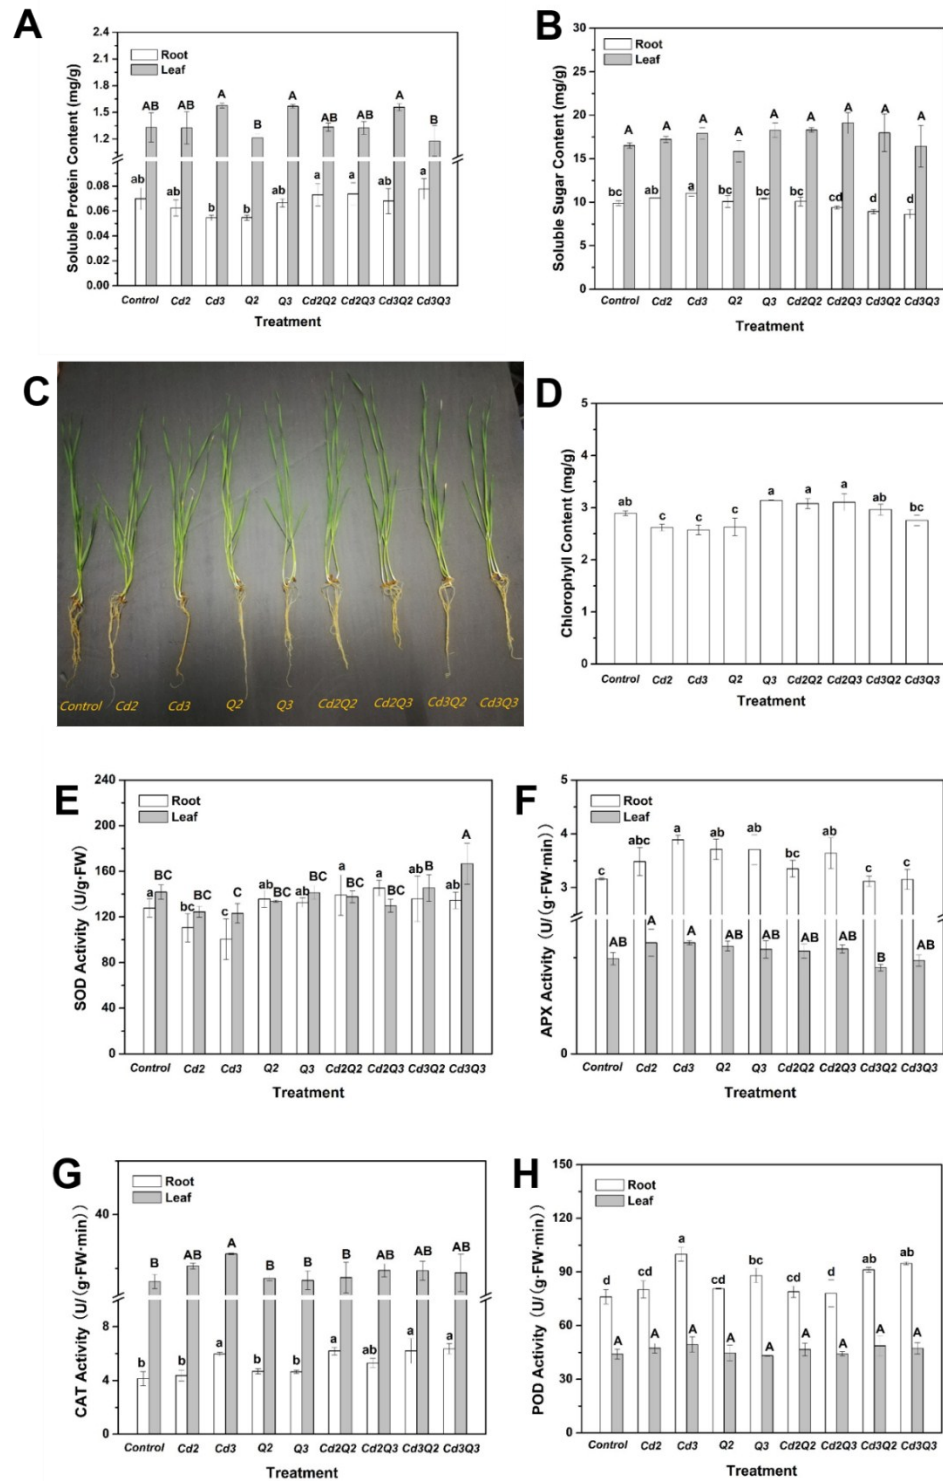 A
Soluble Protein Content (mg/g)
2.4
2.1
1.8
1.5
1.2
0.08
0.06
0.04
0.02
0.00
Root
Leaf
AB AB A B A AB AB A B
ab ab b b ab a a ab a
Control Cd2 Cd3 Q2 Q3 Cd2Q2 Cd2Q3 Cd3Q2 Cd3Q3
Treatment
B
Soluble Sugar Content (mg/g)
30
25
20
15
10
5
0
Root
Leaf
A A A A A A A A A
bc ab a bc bc bc cd d d
Control Cd2 Cd3 Q2 Q3 Cd2Q2 Cd2Q3 Cd3Q2 Cd3Q3
Treatment
C
Control Cd2 Cd3 Q2 Q3 Cd2Q2 Cd2Q3 Cd3Q2 Cd3Q3
D
Chlorophyll Content (mg/g)
5
4
3
2
1
0
ab c c c a a a ab bc
Control Cd2 Cd3 Q2 Q3 Cd2Q2 Cd2Q3 Cd3Q2 Cd3Q3
Treatment
E
SOD Activity (U/g·FW)
240
200
160
120
80
40
0
Root
Leaf
a BC bc BC c C ab BC ab BC a BC a BC ab B ab A
Control Cd2 Cd3 Q2 Q3 Cd2Q2 Cd2Q3 Cd3Q2 Cd3Q3
Treatment
F
APX Activity (U/(g·FW·min))
5
4
3
0
Root
Leaf
c abc a ab ab bc ab c c
AB A A AB AB AB AB B AB
Control Cd2 Cd3 Q2 Q3 Cd2Q2 Cd2Q3 Cd3Q2 Cd3Q3
Treatment
G
CAT Activity (U/(g·FW·min))
40
8
6
4
2
0
Root
Leaf
B AB A B B B AB AB AB
b b a b b a ab a a
Control Cd2 Cd3 Q2 Q3 Cd2Q2 Cd2Q3 Cd3Q2 Cd3Q3
Treatment
H
POD Activity (U/(g·FW·min))
150
120
90
60
30
0
Root
Leaf
d d a cd bc cd d ab ab
A A A A A A A A A
Control Cd2 Cd3 Q2 Q3 Cd2Q2 Cd2Q3 Cd3Q2 Cd3Q3
Treatment